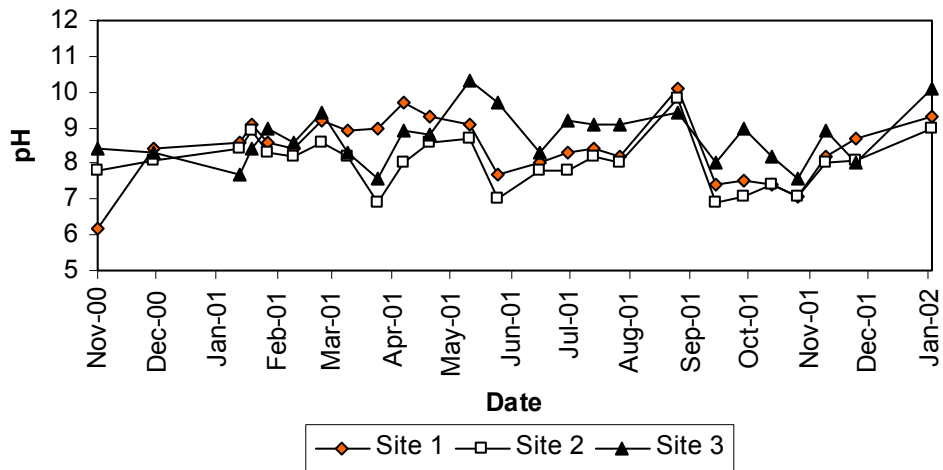 12
11
10
9
8
7
6
5
pH
Nov-00
Dec-00
Jan-01
Feb-01
Mar-01
Apr-01
May-01
Jun-01
Jul-01
Aug-01
Sep-01
Oct-01
Nov-01
Dec-01
Jan-02
Date
Site 1 Site 2 Site 3